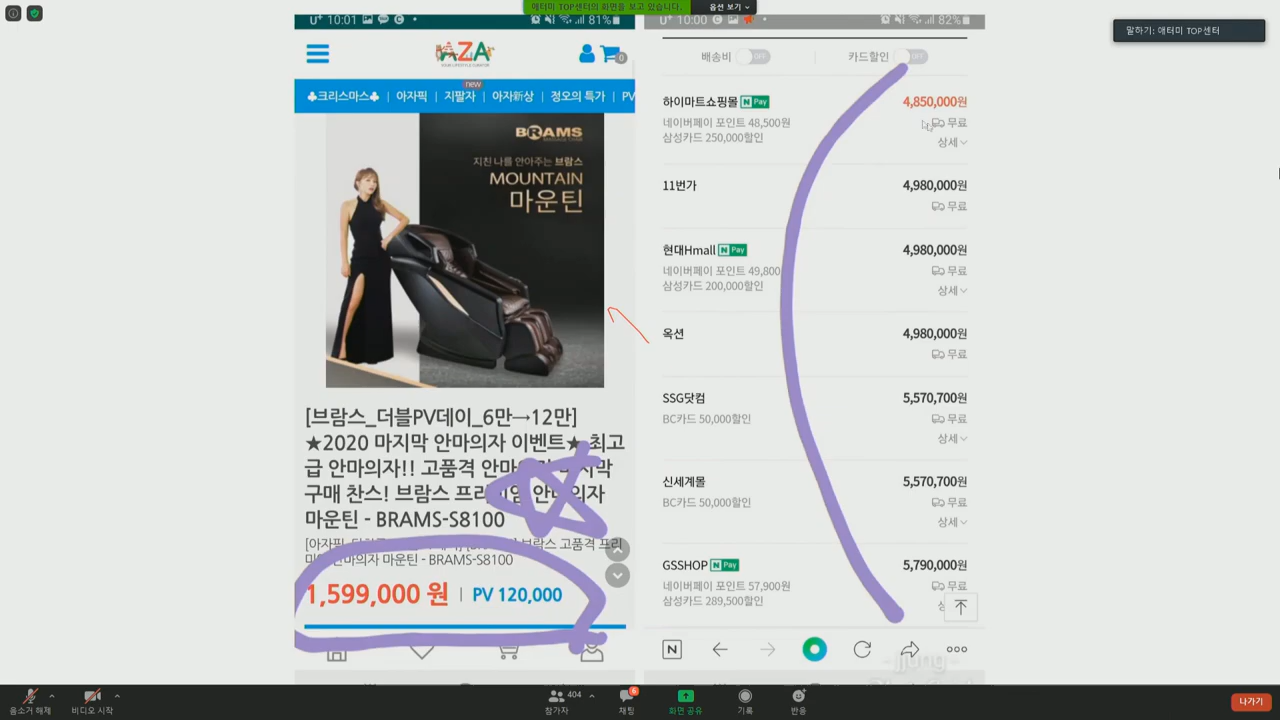 애터미 TOP센터의 화면을 보고 있습니다.
옵션 보기
말하기: 애터미 TOP센터
U+ 10:01
81%
AZA
0
new
♣크리스마스♣ | 아자픽 | 지팔자 | 아자新상 | 정오의 특가 | PV
BRAMS
지친 나를 안아주는 브람스
MOUNTAIN
마운틴
[브람스_더블PV데이_6만→12만]
★2020 마지막 안마의자 이벤트★ 최고
급 안마의자!! 고품격 안마의자 마지막
구매 찬스! 브람스 프리미엄 안마의자
마운틴 - BRAMS-S8100
브람스 고품격 프리
안마의자 마운틴 - BRAMS-S8100
1,599,000 원 | PV 120,000
U+ 10:00
82%
배송비 OFF
카드할인 OFF
하이마트쇼핑몰 N Pay
4,850,000원
네이버페이 포인트 48,500원
무료
삼성카드 250,000할인
상세
11번가
4,980,000원
무료
현대Hmall N Pay
4,980,000원
네이버페이 포인트 49,800
무료
삼성카드 200,000할인
상세
옥션
4,980,000원
무료
SSG닷컴
5,570,700원
BC카드 50,000할인
무료
상세
신세계몰
5,570,700원
BC카드 50,000할인
무료
상세
GSSHOP N Pay
5,790,000원
네이버페이 포인트 57,900원
무료
삼성카드 289,500할인
N
음소거 해제
비디오 시작
404
참가자
6
채팅
화면 공유
기록
반응
나가기